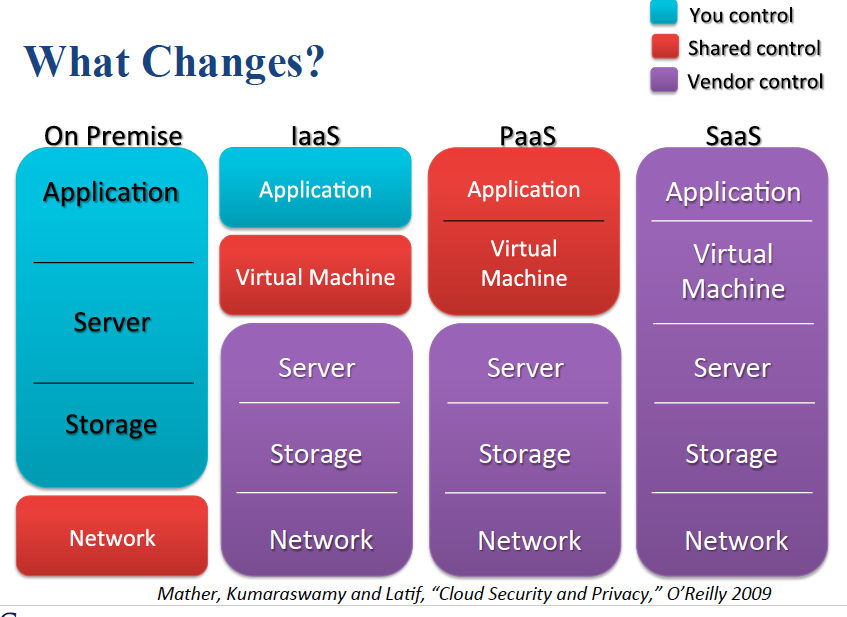 You control
Shared control
Vendor control
What Changes?
On Premise
Application
Server
Storage
Network
IaaS
Application
Virtual Machine
Server
Storage
Network
PaaS
Application
Virtual
Machine
Server
Storage
Network
SaaS
Application
Virtual
Machine
Server
Storage
Network
Mather, Kumaraswamy and Latif, “Cloud Security and Privacy,” O’Reilly 2009